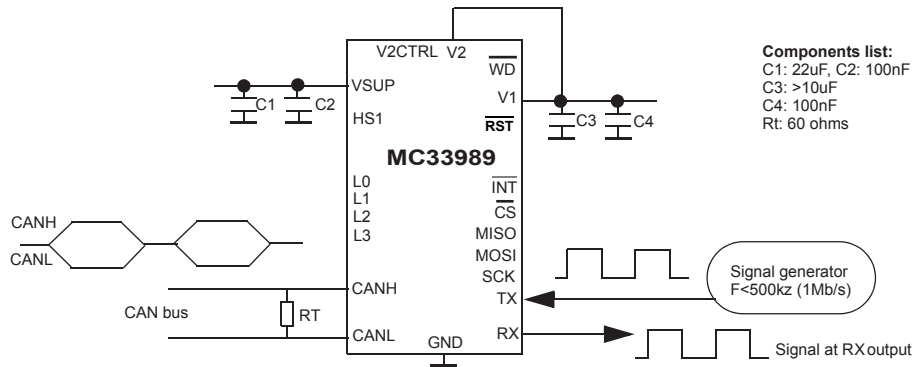 V2CTRL V2
WD
Components list:
C1: 22uF, C2: 100nF
C3: >10uF
C4: 100nF
Rt: 60 ohms
VSUP
C1
C2
V1
HS1
RST
C3
C4
MC33989
L0
L1
L2
L3
INT
CS
MISO
MOSI
SCK
TX
RX
CANH
CANL
Signal generator
F<500kz (1Mb/s)
CANH
CAN bus
RT
CANL
GND
Signal at RX output